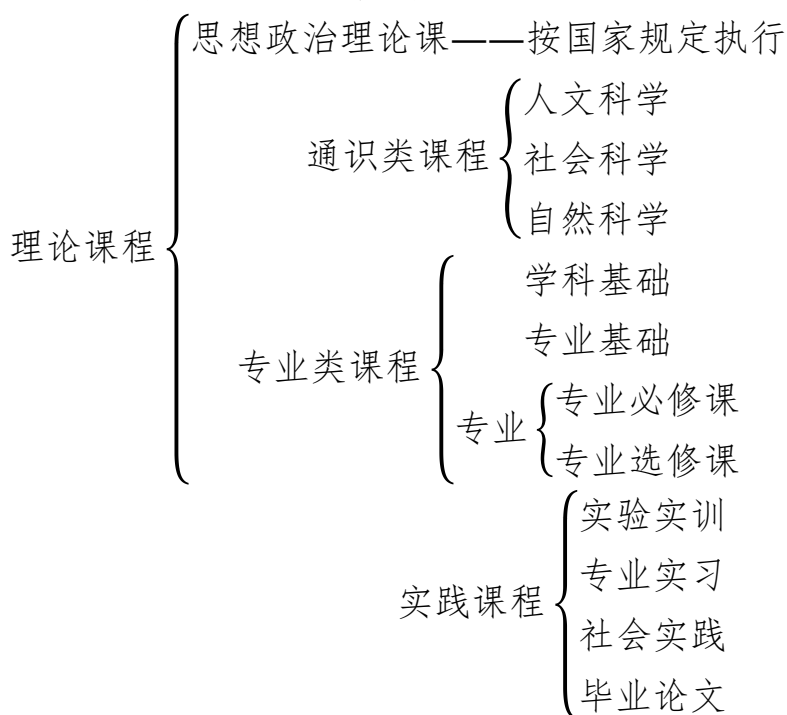 思想政治理论课——按国家规定执行
人文科学
通识类课程
社会科学
自然科学
理论课程
学科基础
专业基础
专业类课程
专业
专业必修课
专业选修课
实验实训
专业实习
实践课程
社会实践
毕业论文